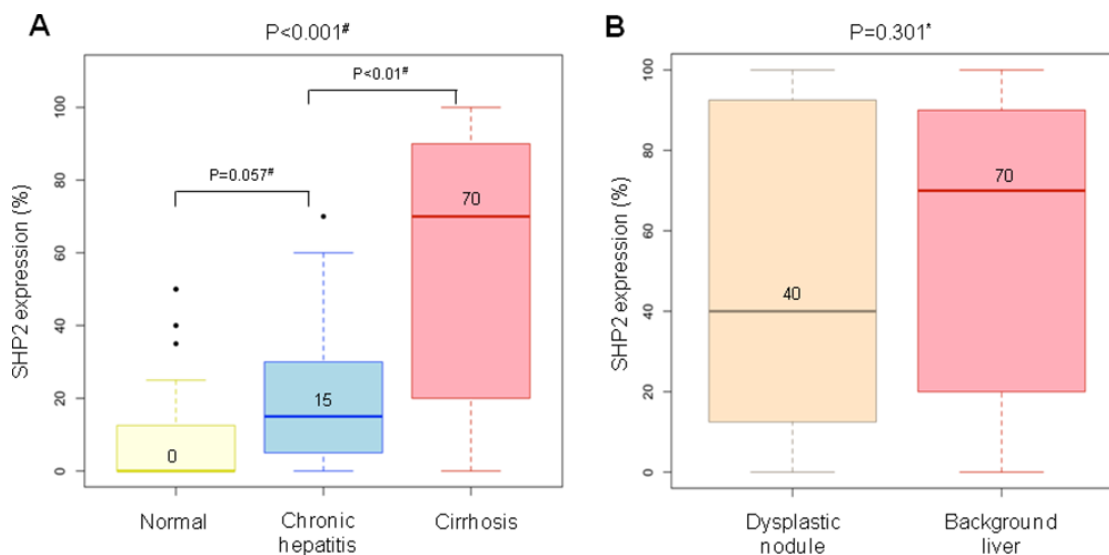 A
P<0.001#
P<0.01#
P=0.057#
SHP2 expression (%)
100
80
60
40
20
0
0
15
70
Normal
Chronic
hepatitis
Cirrhosis
B
P=0.301*
SHP2 expression (%)
100
80
60
40
20
0
40
70
Dysplastic
nodule
Background
liver